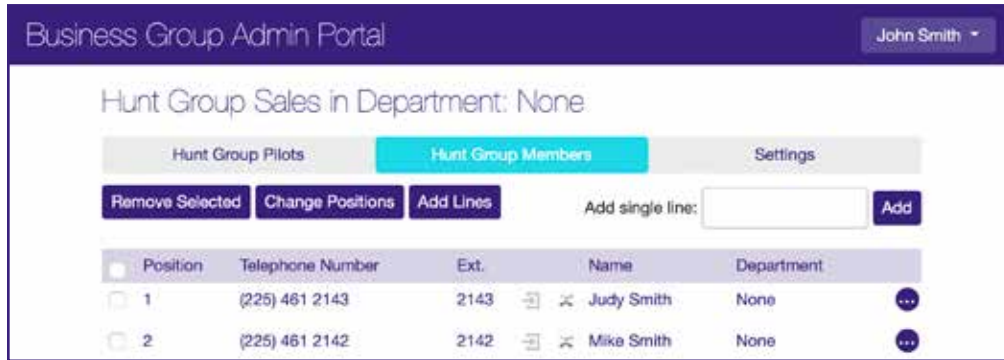 Business Group Admin Portal John Smith
Hunt Group Sales in Department: None
Hunt Group Pilots Hunt Group Members Settings
Remove Selected Change Positions Add Lines Add single line: Add
Position Telephone Number Ext. Name Department
1 (225) 461 2143 2143 Judy Smith None
2 (225) 461 2142 2142 Mike Smith None